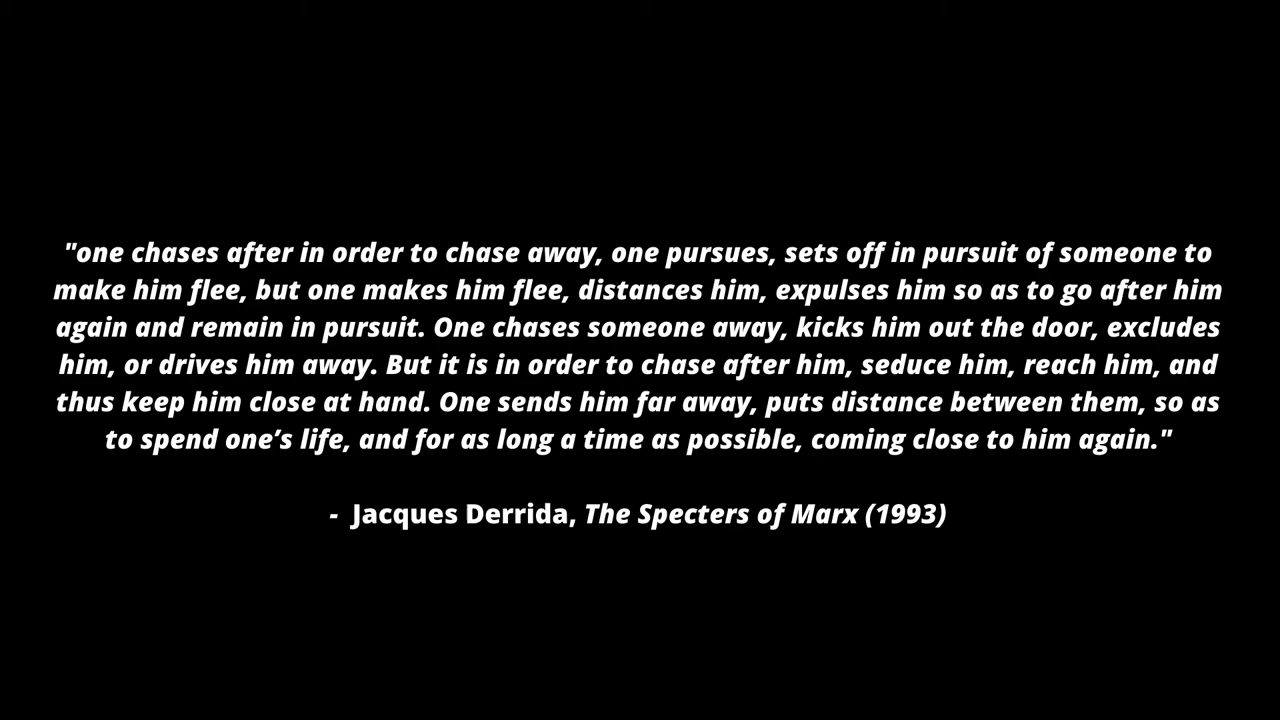 "one chases after in order to chase away, one pursues, sets off in pursuit of someone to
make him flee, but one makes him flee, distances him, expulses him so as to go after him
again and remain in pursuit. One chases someone away, kicks him out the door, excludes
him, or drives him away. But it is in order to chase after him, seduce him, reach him, and
thus keep him close at hand. One sends him far away, puts distance between them, so as
to spend one’s life, and for as long a time as possible, coming close to him again."
- Jacques Derrida, The Specters of Marx (1993)